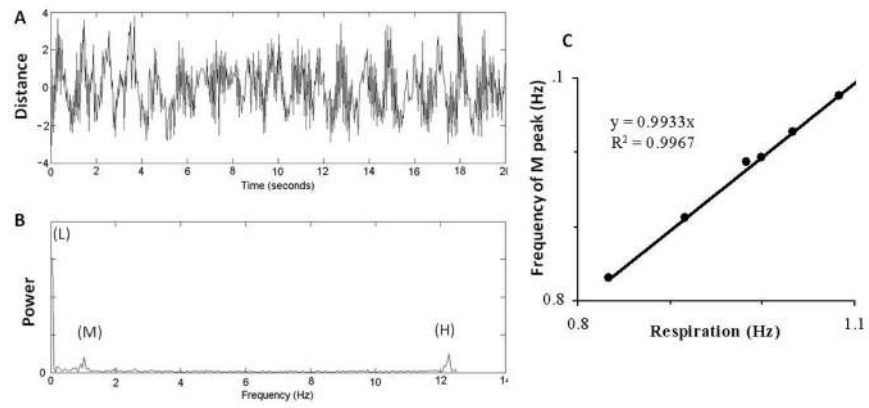 A
4
2
0
−2
−4
Distance
0 2 4 6 8 10 12 14 16 18 20
Time (seconds)
B
(L)
(M)
(H)
Power
0
0 2 4 6 8 10 12 14
Frequency (Hz)
C
.1
y = 0.9933x
R² = 0.9967
Frequency of M peak (Hz)
0.8
0.8 1.1
Respiration (Hz)